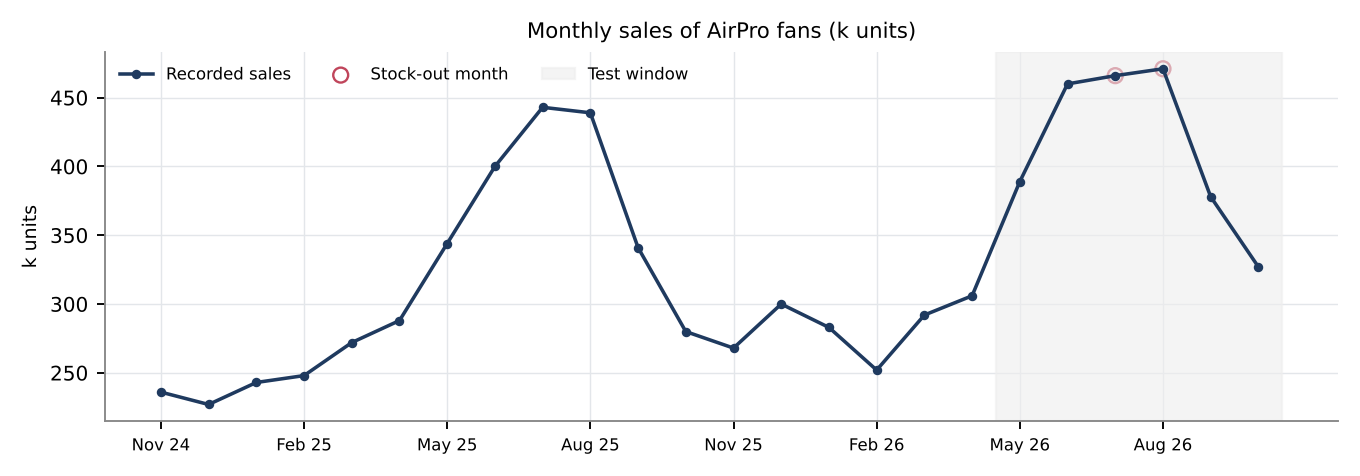 Monthly sales of AirPro fans (k units)
Recorded sales
Stock-out month
Test window
k units
450
400
350
300
250
Nov 24
Feb 25
May 25
Aug 25
Nov 25
Feb 26
May 26
Aug 26